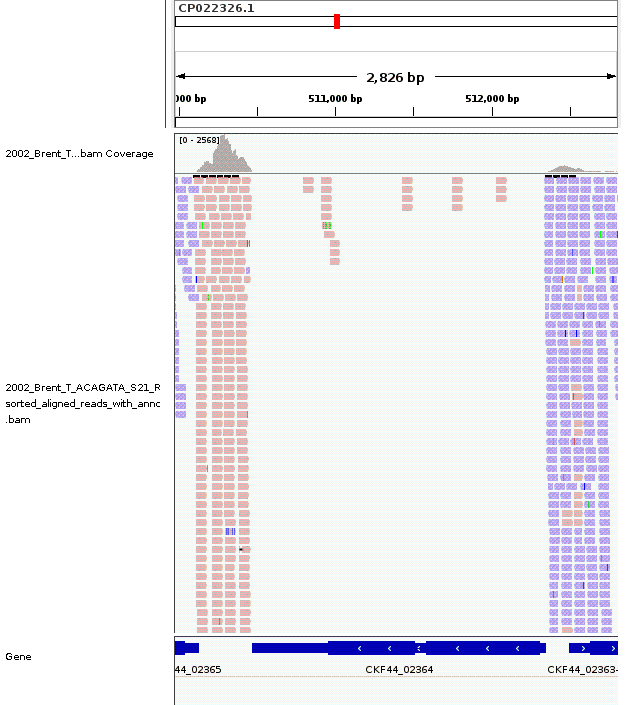 CP022326.1
2,826 bp
000 bp
511,000 bp
512,000 bp
[0 - 2568]
2002_Brent_T...bam Coverage
2002_Brent_T_ACAGATA_S21_R
sorted_aligned_reads_with_annc
.bam
Gene
44_02365
CKF44_02364
CKF44_02363-